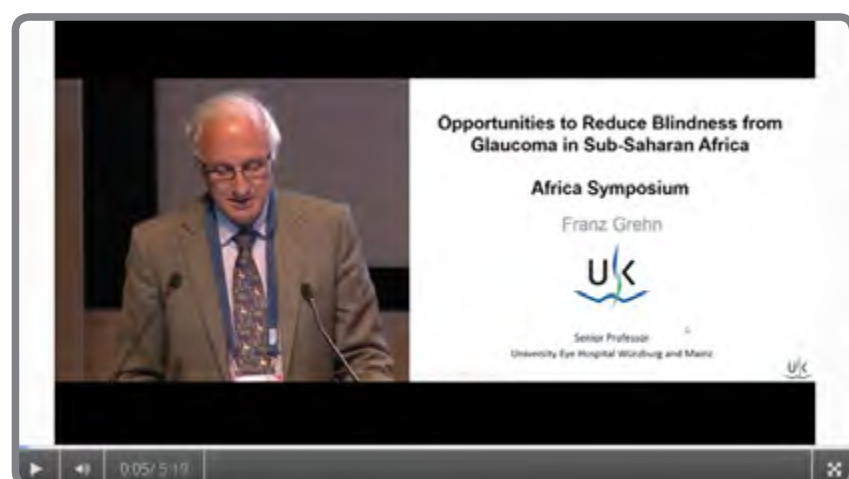 Opportunities to Reduce Blindness from
Glaucoma in Sub-Saharan Africa
Africa Symposium
Franz Grehn
UK
Senior Professor
University Eye Hospital Würzburg and Mainz
UK
0:05/ 5:19